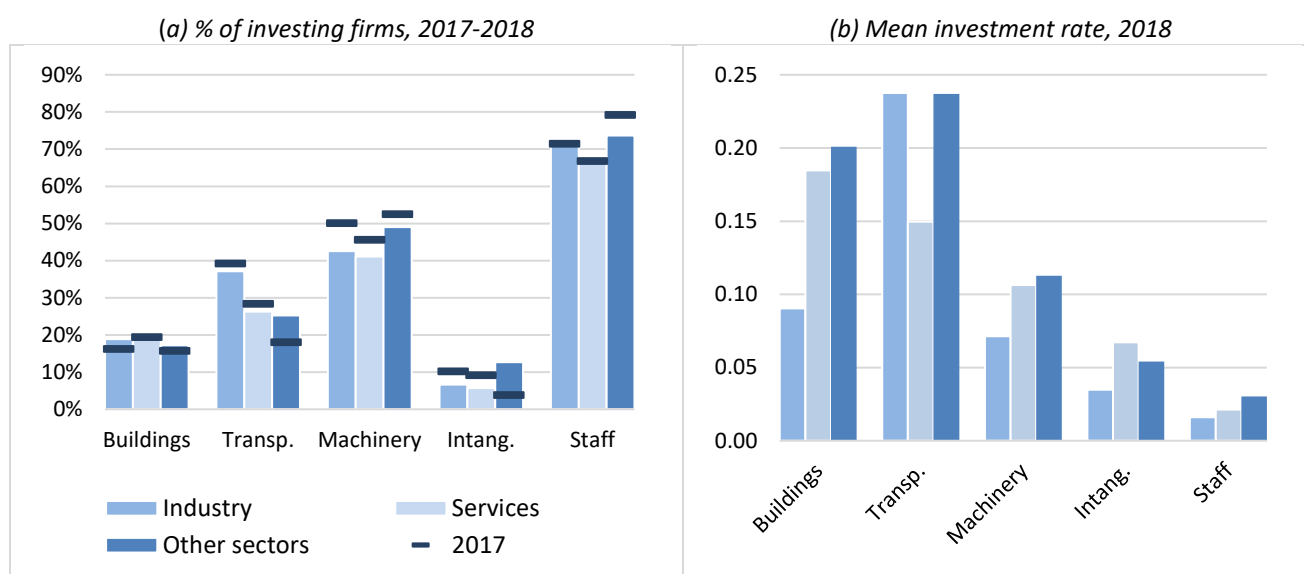 (a) % of investing firms, 2017-2018
90%
80%
70%
60%
50%
40%
30%
20%
10%
0%
Buildings Transp. Machinery Intang. Staff
Industry Services
Other sectors 2017
(b) Mean investment rate, 2018
0.25
0.20
0.15
0.10
0.05
0.00
Buildings
Transp.
Machinery
Intang.
Staff